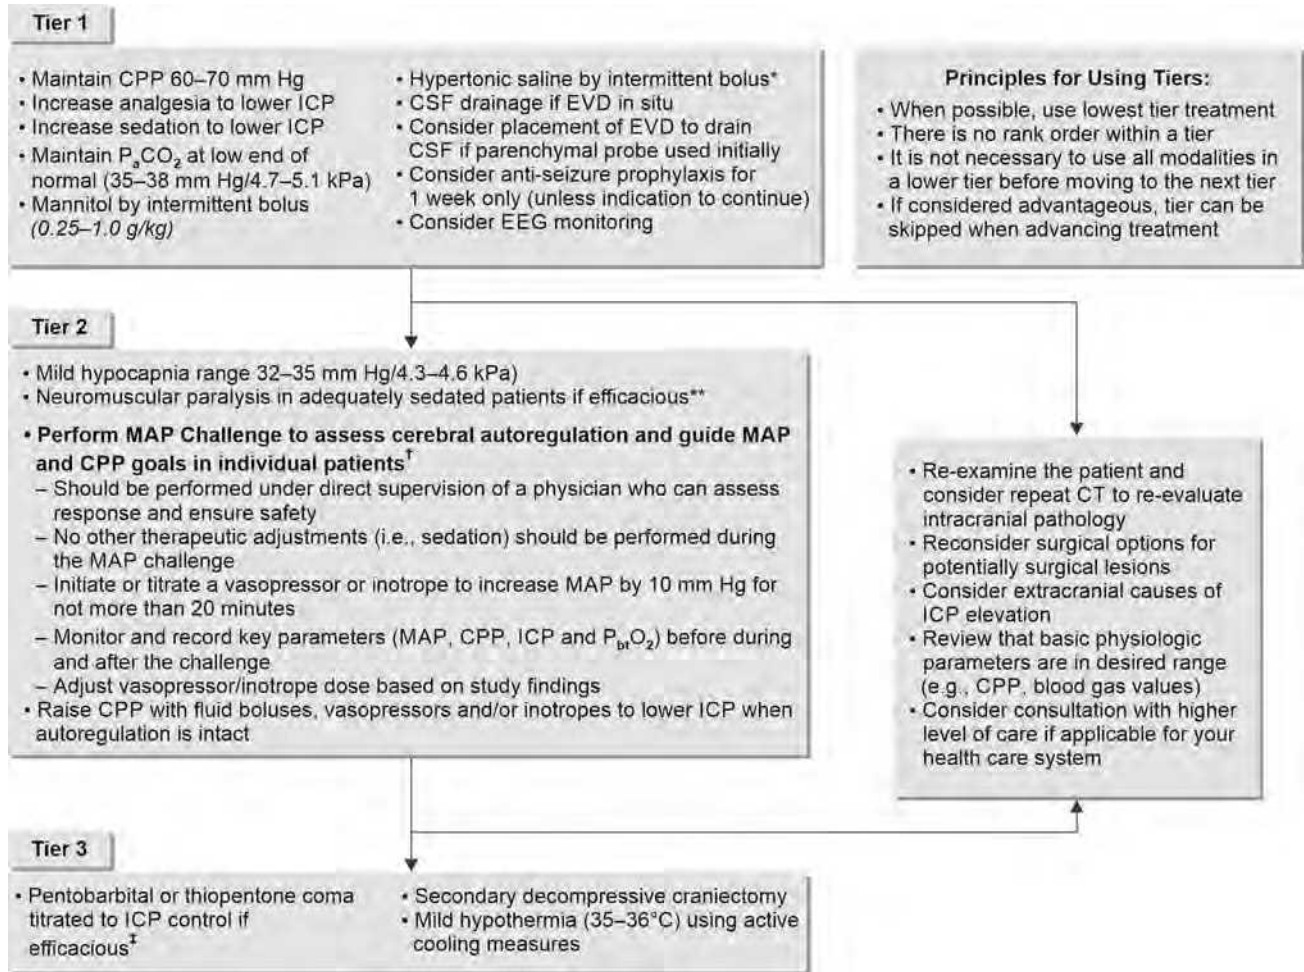 Tier 1
• Maintain CPP 60–70 mm Hg
• Increase analgesia to lower ICP
• Increase sedation to lower ICP
• Maintain PaCO2 at low end of
normal (35–38 mm Hg/4.7–5.1 kPa)
• Mannitol by intermittent bolus
(0.25–1.0 g/kg)
• Hypertonic saline by intermittent bolus*
• CSF drainage if EVD in situ
• Consider placement of EVD to drain
CSF if parenchymal probe used initially
• Consider anti-seizure prophylaxis for
1 week only (unless indication to continue)
• Consider EEG monitoring
Principles for Using Tiers:
• When possible, use lowest tier treatment
• There is no rank order within a tier
• It is not necessary to use all modalities in
a lower tier before moving to the next tier
• If considered advantageous, tier can be
skipped when advancing treatment
Tier 2
• Mild hypocapnia range 32–35 mm Hg/4.3–4.6 kPa)
• Neuromuscular paralysis in adequately sedated patients if efficacious**
• Perform MAP Challenge to assess cerebral autoregulation and guide MAP
and CPP goals in individual patients†
– Should be performed under direct supervision of a physician who can assess
response and ensure safety
– No other therapeutic adjustments (i.e., sedation) should be performed during
the MAP challenge
– Initiate or titrate a vasopressor or inotrope to increase MAP by 10 mm Hg for
not more than 20 minutes
– Monitor and record key parameters (MAP, CPP, ICP and PbtO2) before during
and after the challenge
– Adjust vasopressor/inotrope dose based on study findings
• Raise CPP with fluid boluses, vasopressors and/or inotropes to lower ICP when
autoregulation is intact
• Re-examine the patient and
consider repeat CT to re-evaluate
intracranial pathology
• Reconsider surgical options for
potentially surgical lesions
• Consider extracranial causes of
ICP elevation
• Review that basic physiologic
parameters are in desired range
(e.g., CPP, blood gas values)
• Consider consultation with higher
level of care if applicable for your
health care system
Tier 3
• Pentobarbital or thiopentone coma
titrated to ICP control if
efficacious‡
• Secondary decompressive craniectomy
• Mild hypothermia (35–36°C) using active
cooling measures